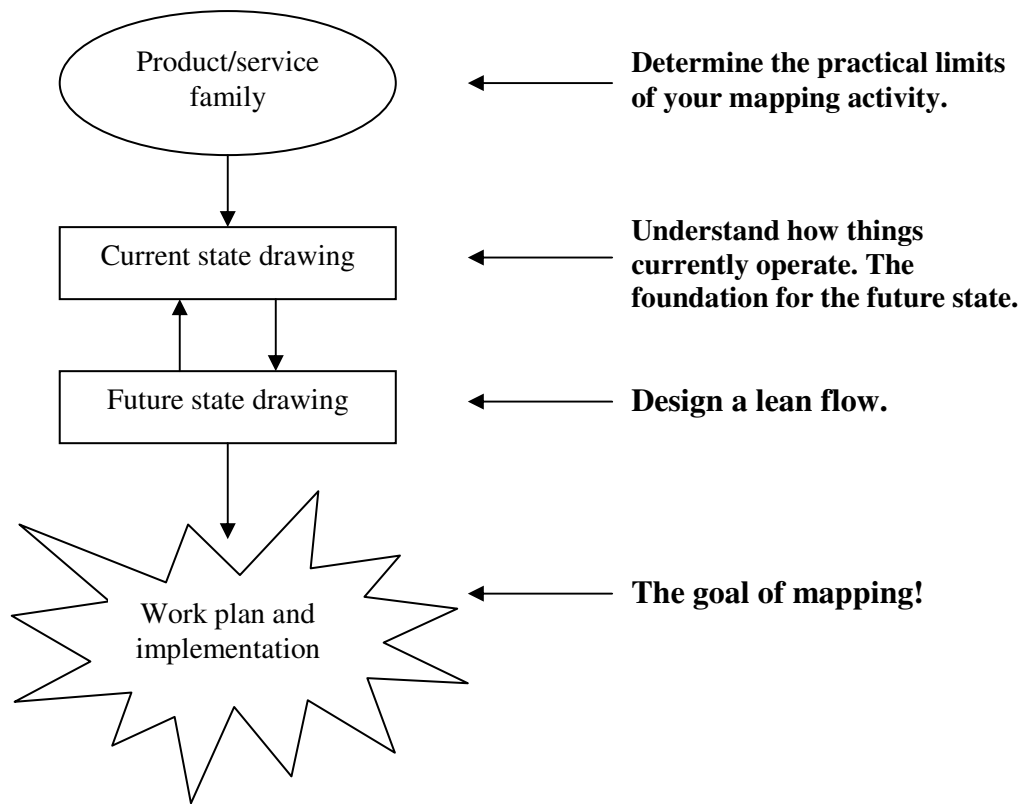 Product/service
family
Determine the practical limits
of your mapping activity.
Current state drawing
Understand how things
currently operate. The
foundation for the future state.
Future state drawing
Design a lean flow.
Work plan and
implementation
The goal of mapping!